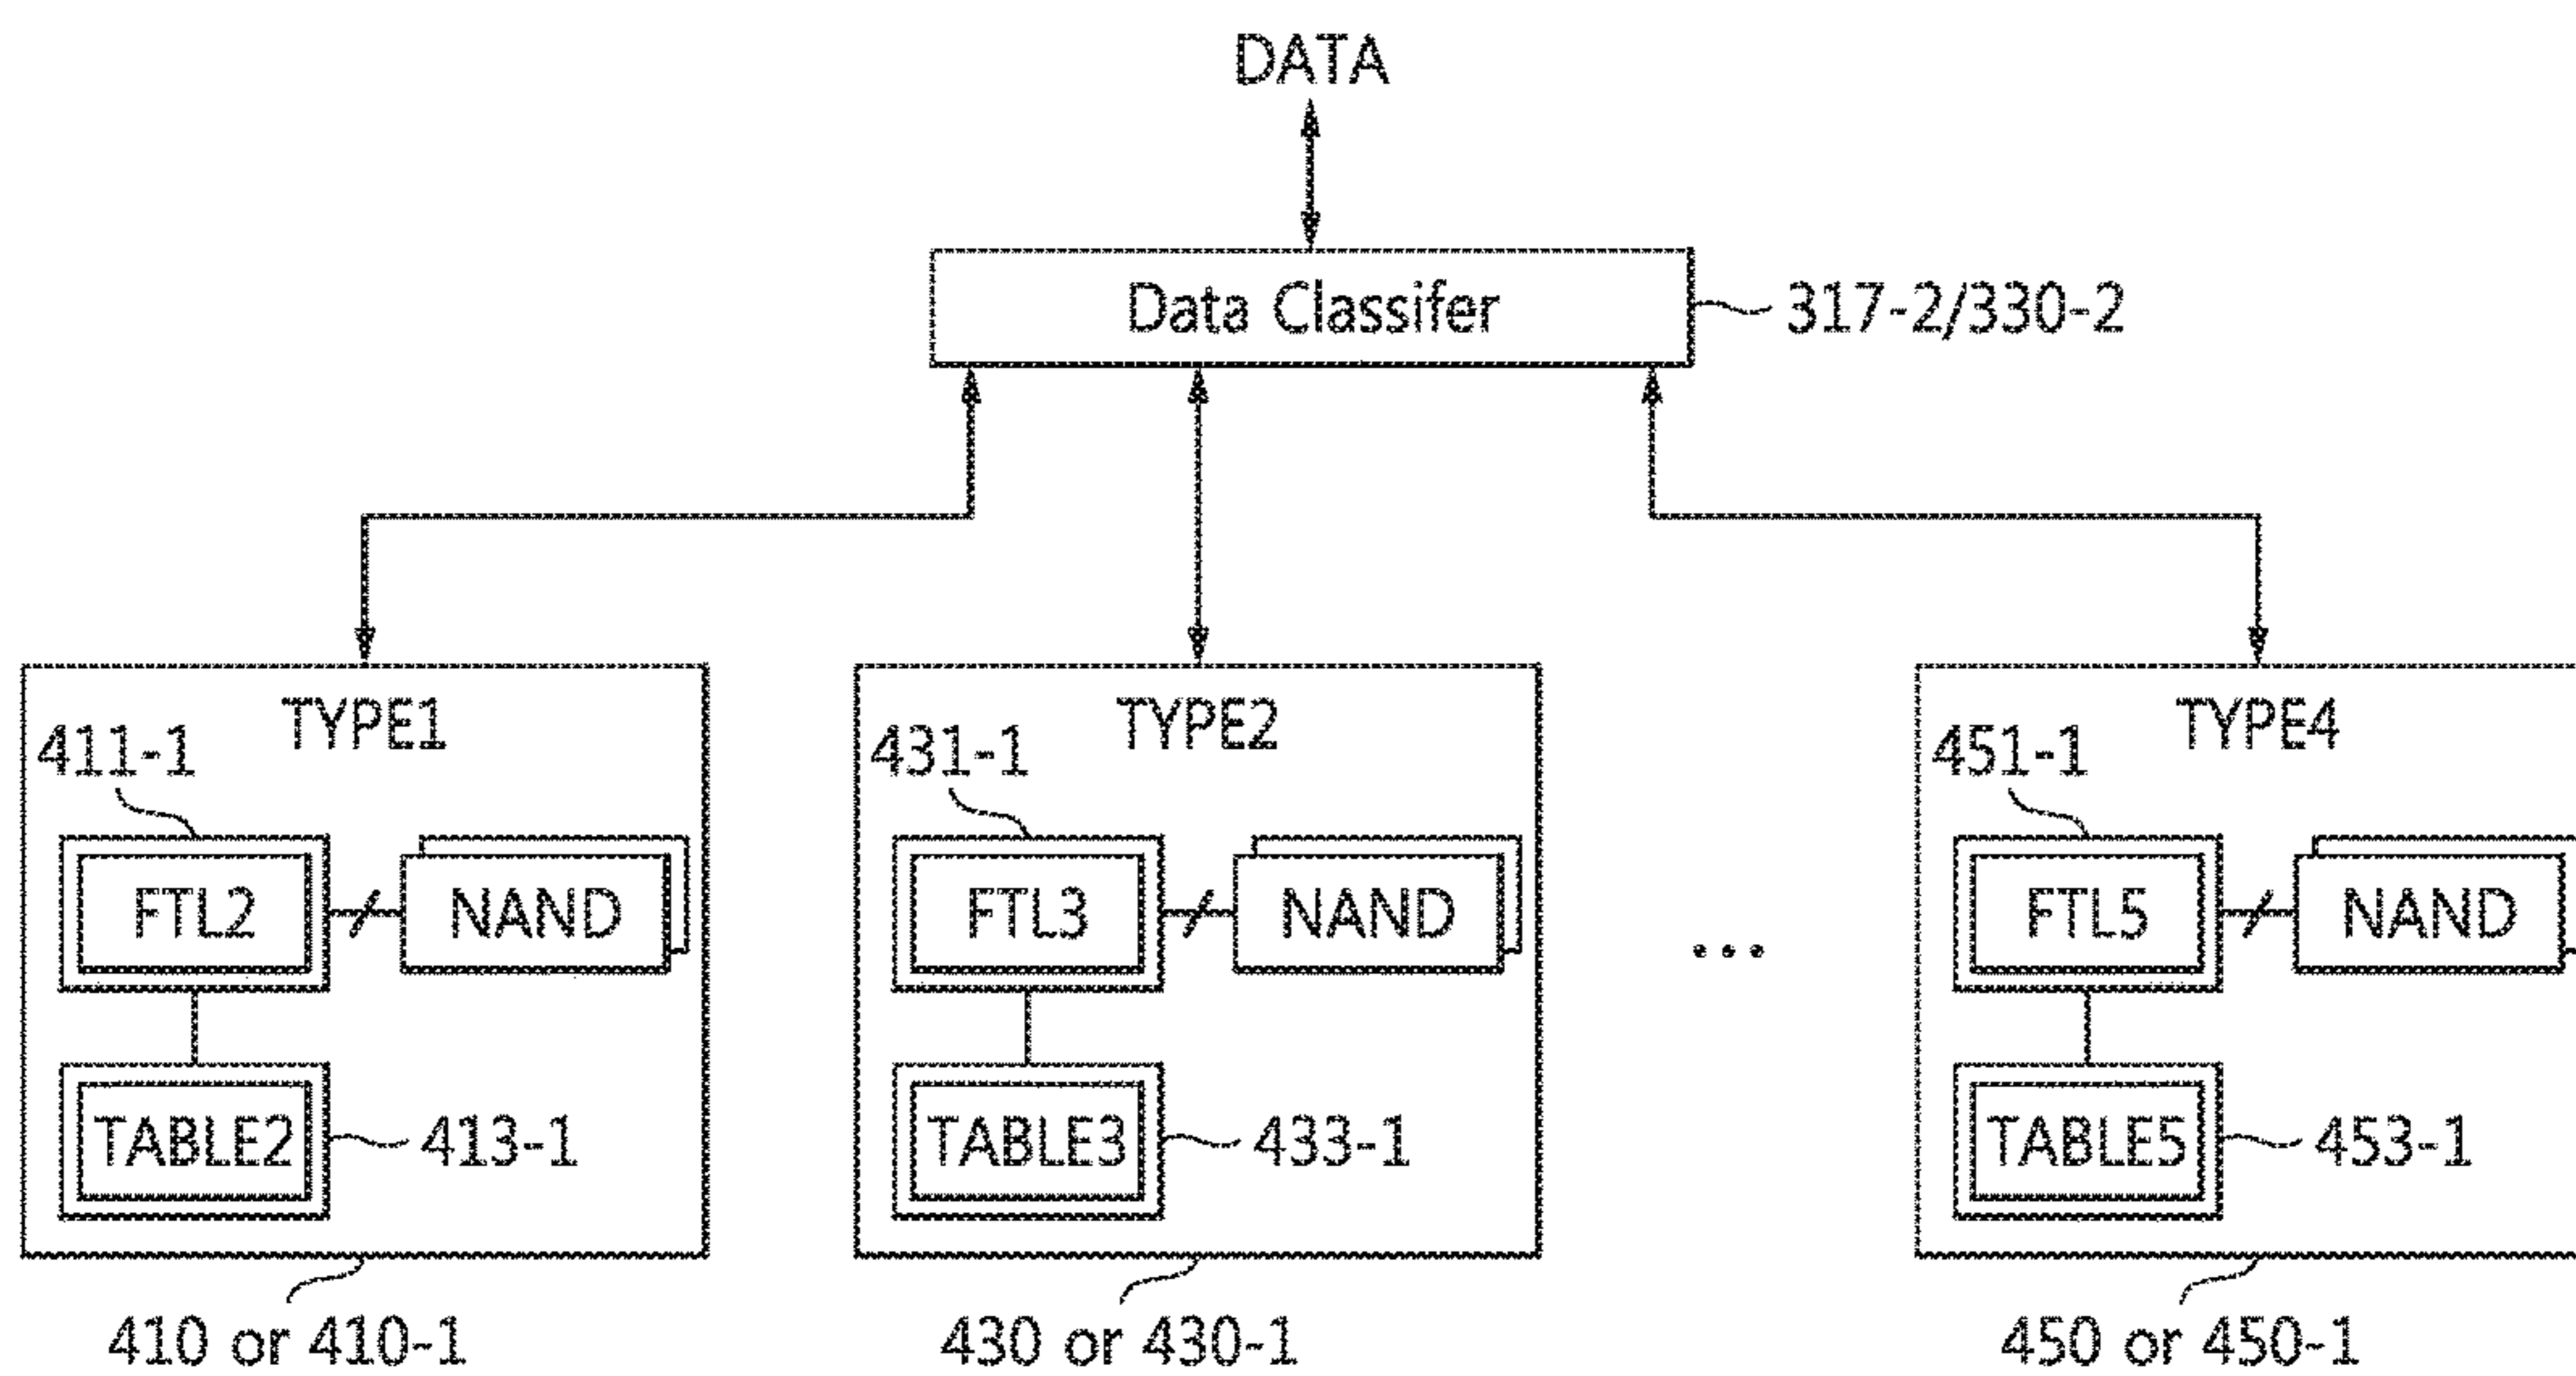 DATA
Data Classifer
317-2/330-2
TYPE1
411-1
FTL2
NAND
TABLE2
413-1
410 or 410-1
TYPE2
431-1
FTL3
NAND
TABLE3
433-1
430 or 430-1
...
TYPE4
451-1
FTL5
NAND
TABLE5
453-1
450 or 450-1